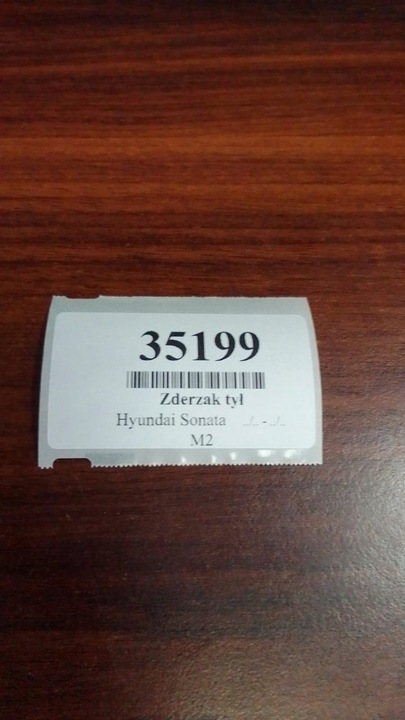 35199
Zderzak tył
Hyundai Sonata ../.. - ../..
M2